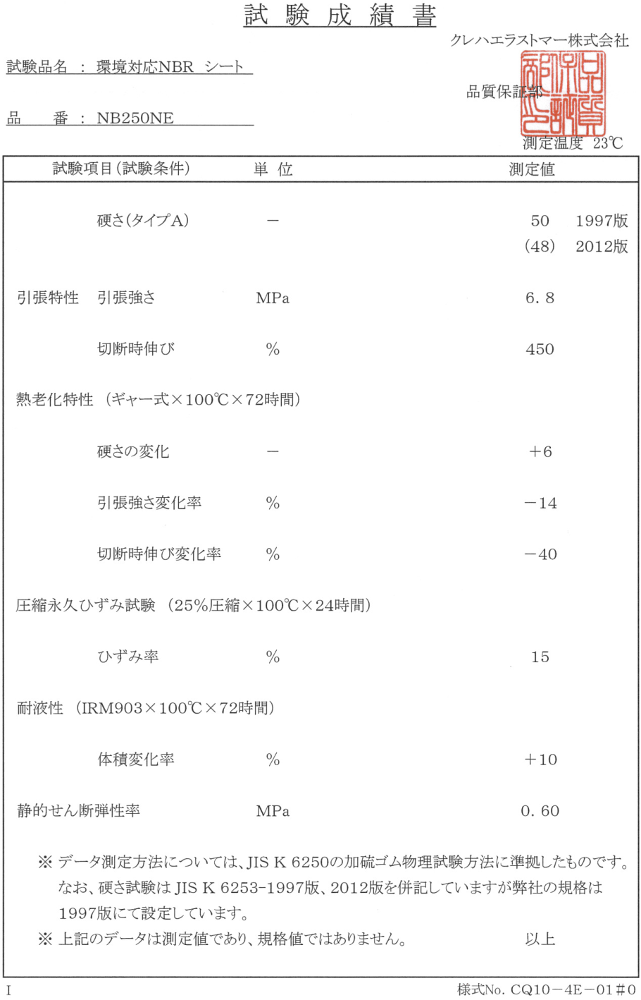 試験成績書
クレハエラストマー株式会社
試験品名 : 環境対応NBR シート
品質保証部
品質保証部之印
品 番 : NB250NE
測定温度 23℃
試験項目(試験条件) 単位 測定値
硬さ(タイプA) − 50 1997版
(48) 2012版
引張特性 引張強さ MPa 6.8
切断時伸び % 450
熱老化特性 (ギャー式×100℃×72時間)
硬さの変化 − +6
引張強さ変化率 % −14
切断時伸び変化率 % −40
圧縮永久ひずみ試験 (25%圧縮×100℃×24時間)
ひずみ率 % 15
耐液性 (IRM903×100℃×72時間)
体積変化率 % +10
静的せん断弾性率 MPa 0.60
※ データ測定方法については、JIS K 6250の加硫ゴム物理試験方法に準拠したものです。
なお、硬さ試験は JIS K 6253-1997版、2012版を併記していますが弊社の規格は
1997版にて設定しています。
※ 上記のデータは測定値であり、規格値ではありません。 以上
I 様式No. CQ10−4E−01#0